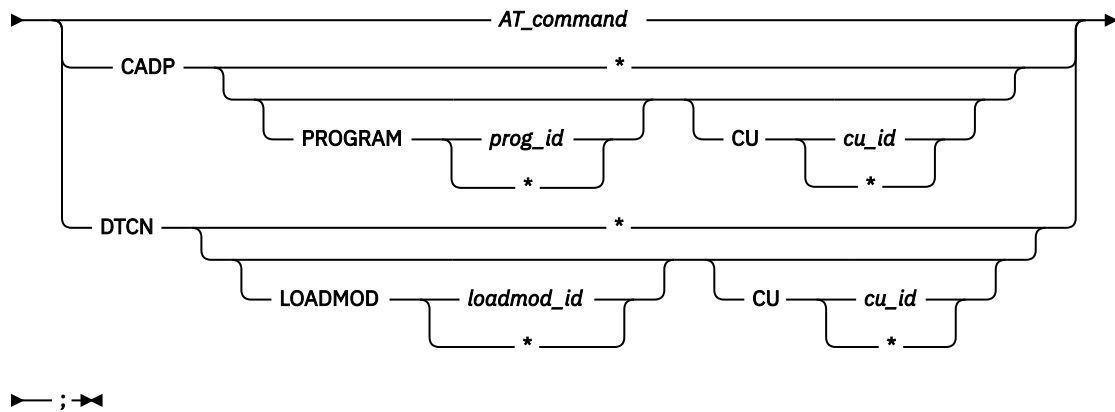 AT_command
CADP *
PROGRAM prog_id CU cu_id
* *
DTCN *
LOADMOD loadmod_id CU cu_id
* *
;